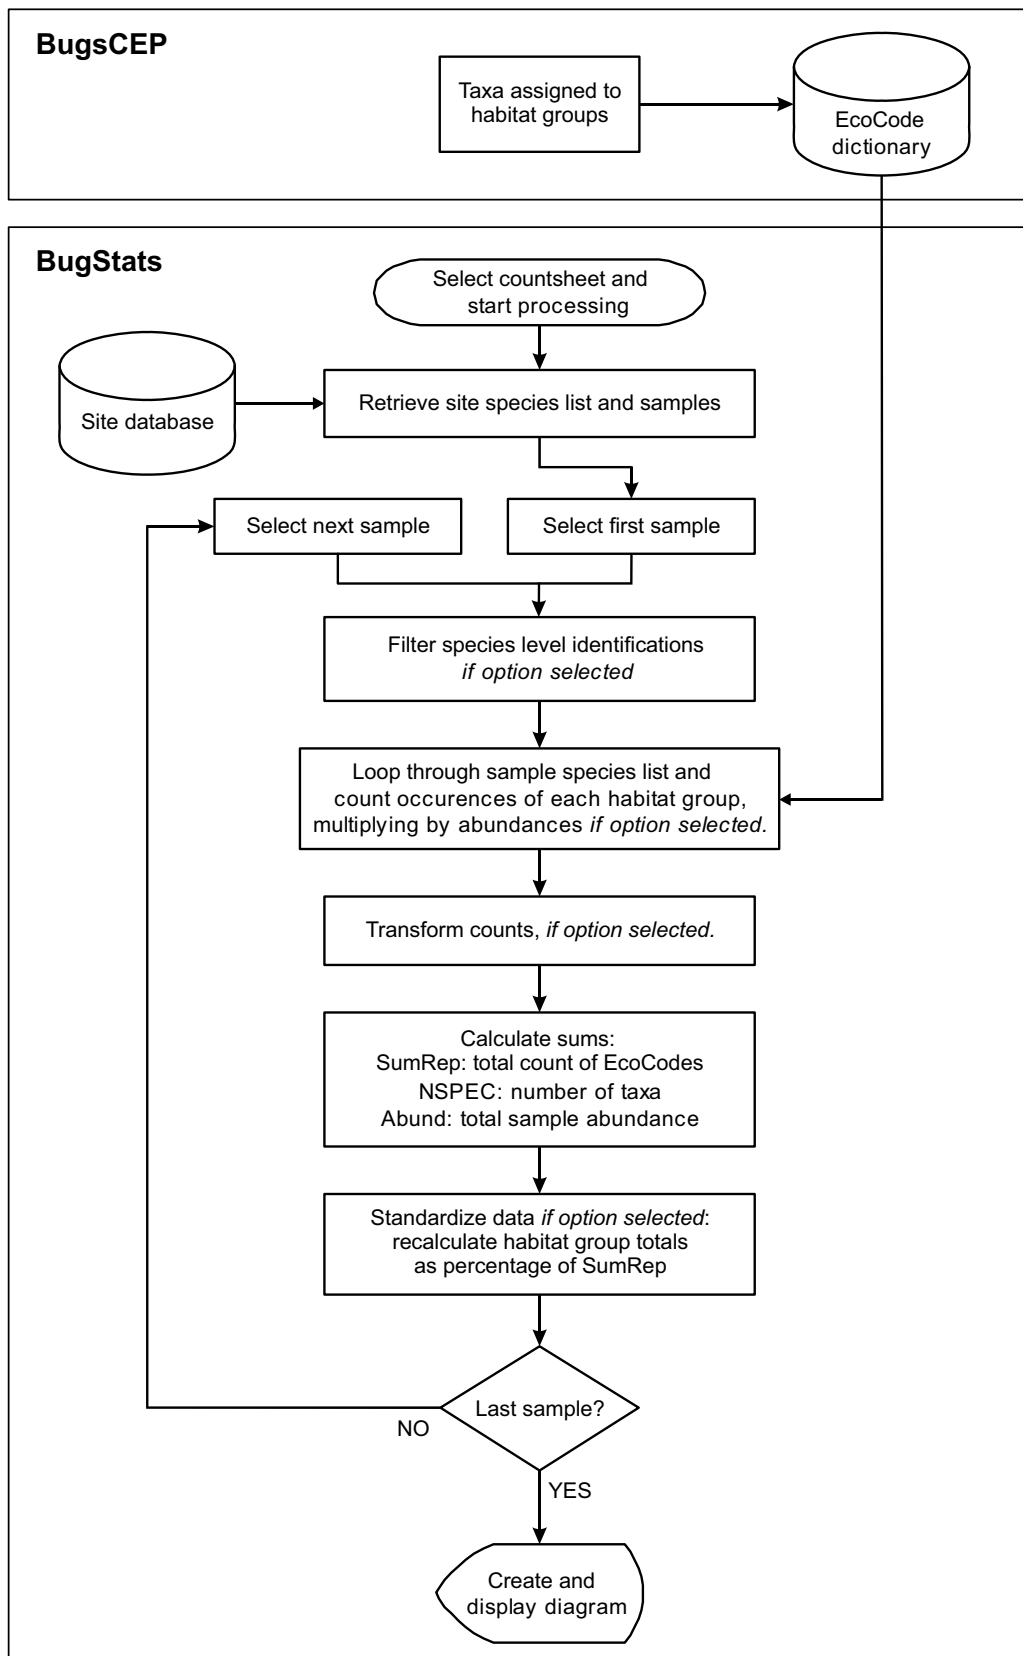 BugsCEP
Taxa assigned to
habitat groups
EcoCode
dictionary
BugStats
Select countsheet and
start processing
Site database
Retrieve site species list and samples
Select next sample
Select first sample
Filter species level identifications
if option selected
Loop through sample species list and
count occurences of each habitat group,
multiplying by abundances if option selected.
Transform counts, if option selected.
Calculate sums:
SumRep: total count of EcoCodes
NSPEC: number of taxa
Abund: total sample abundance
Standardize data if option selected:
recalculate habitat group totals
as percentage of SumRep
Last sample?
NO
YES
Create and
display diagram